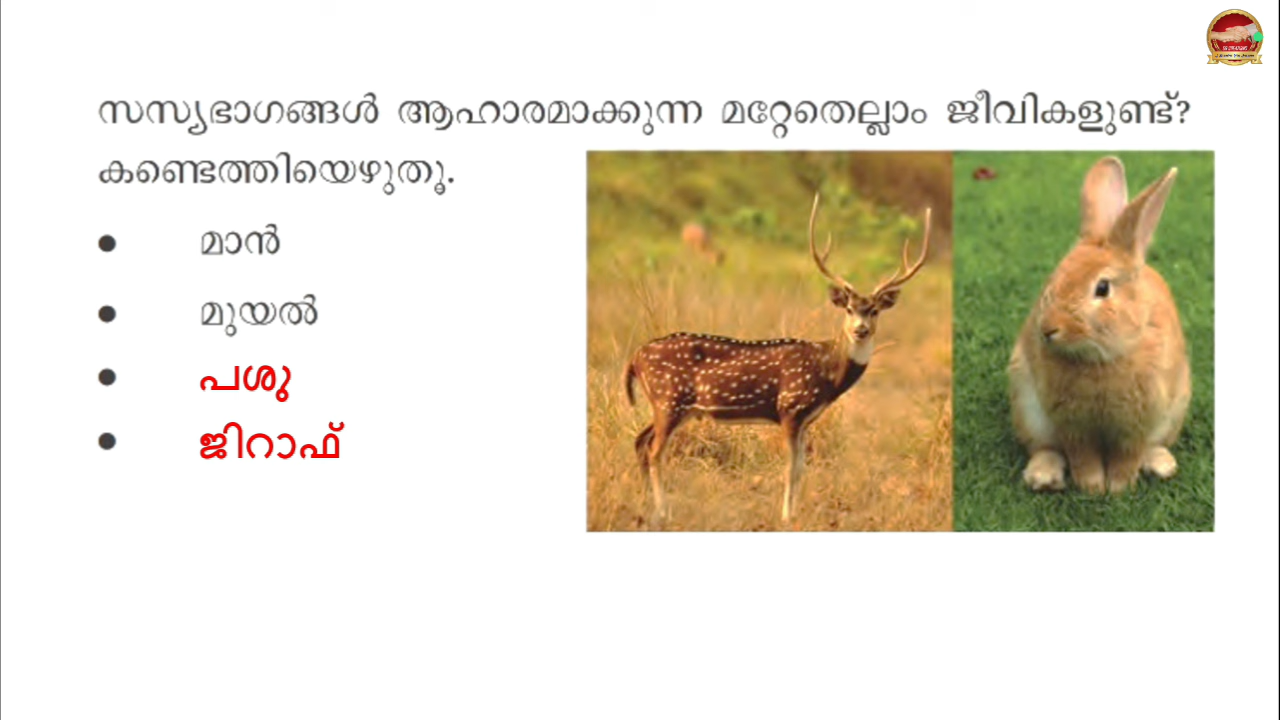 സസ്യഭാഗങ്ങൾ ആഹാരമാക്കുന്ന മറ്റേതെല്ലാം ജീവികളുണ്ട്?
കണ്ടെത്തിയെഴുതൂ.
● മാൻ
● മുയൽ
● പശു
● ജിറാഫ്